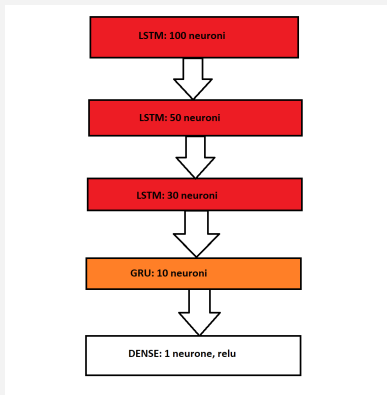 LSTM: 100 neuroni
LSTM: 50 neuroni
LSTM: 30 neuroni
GRU: 10 neuroni
DENSE: 1 neurone, relu